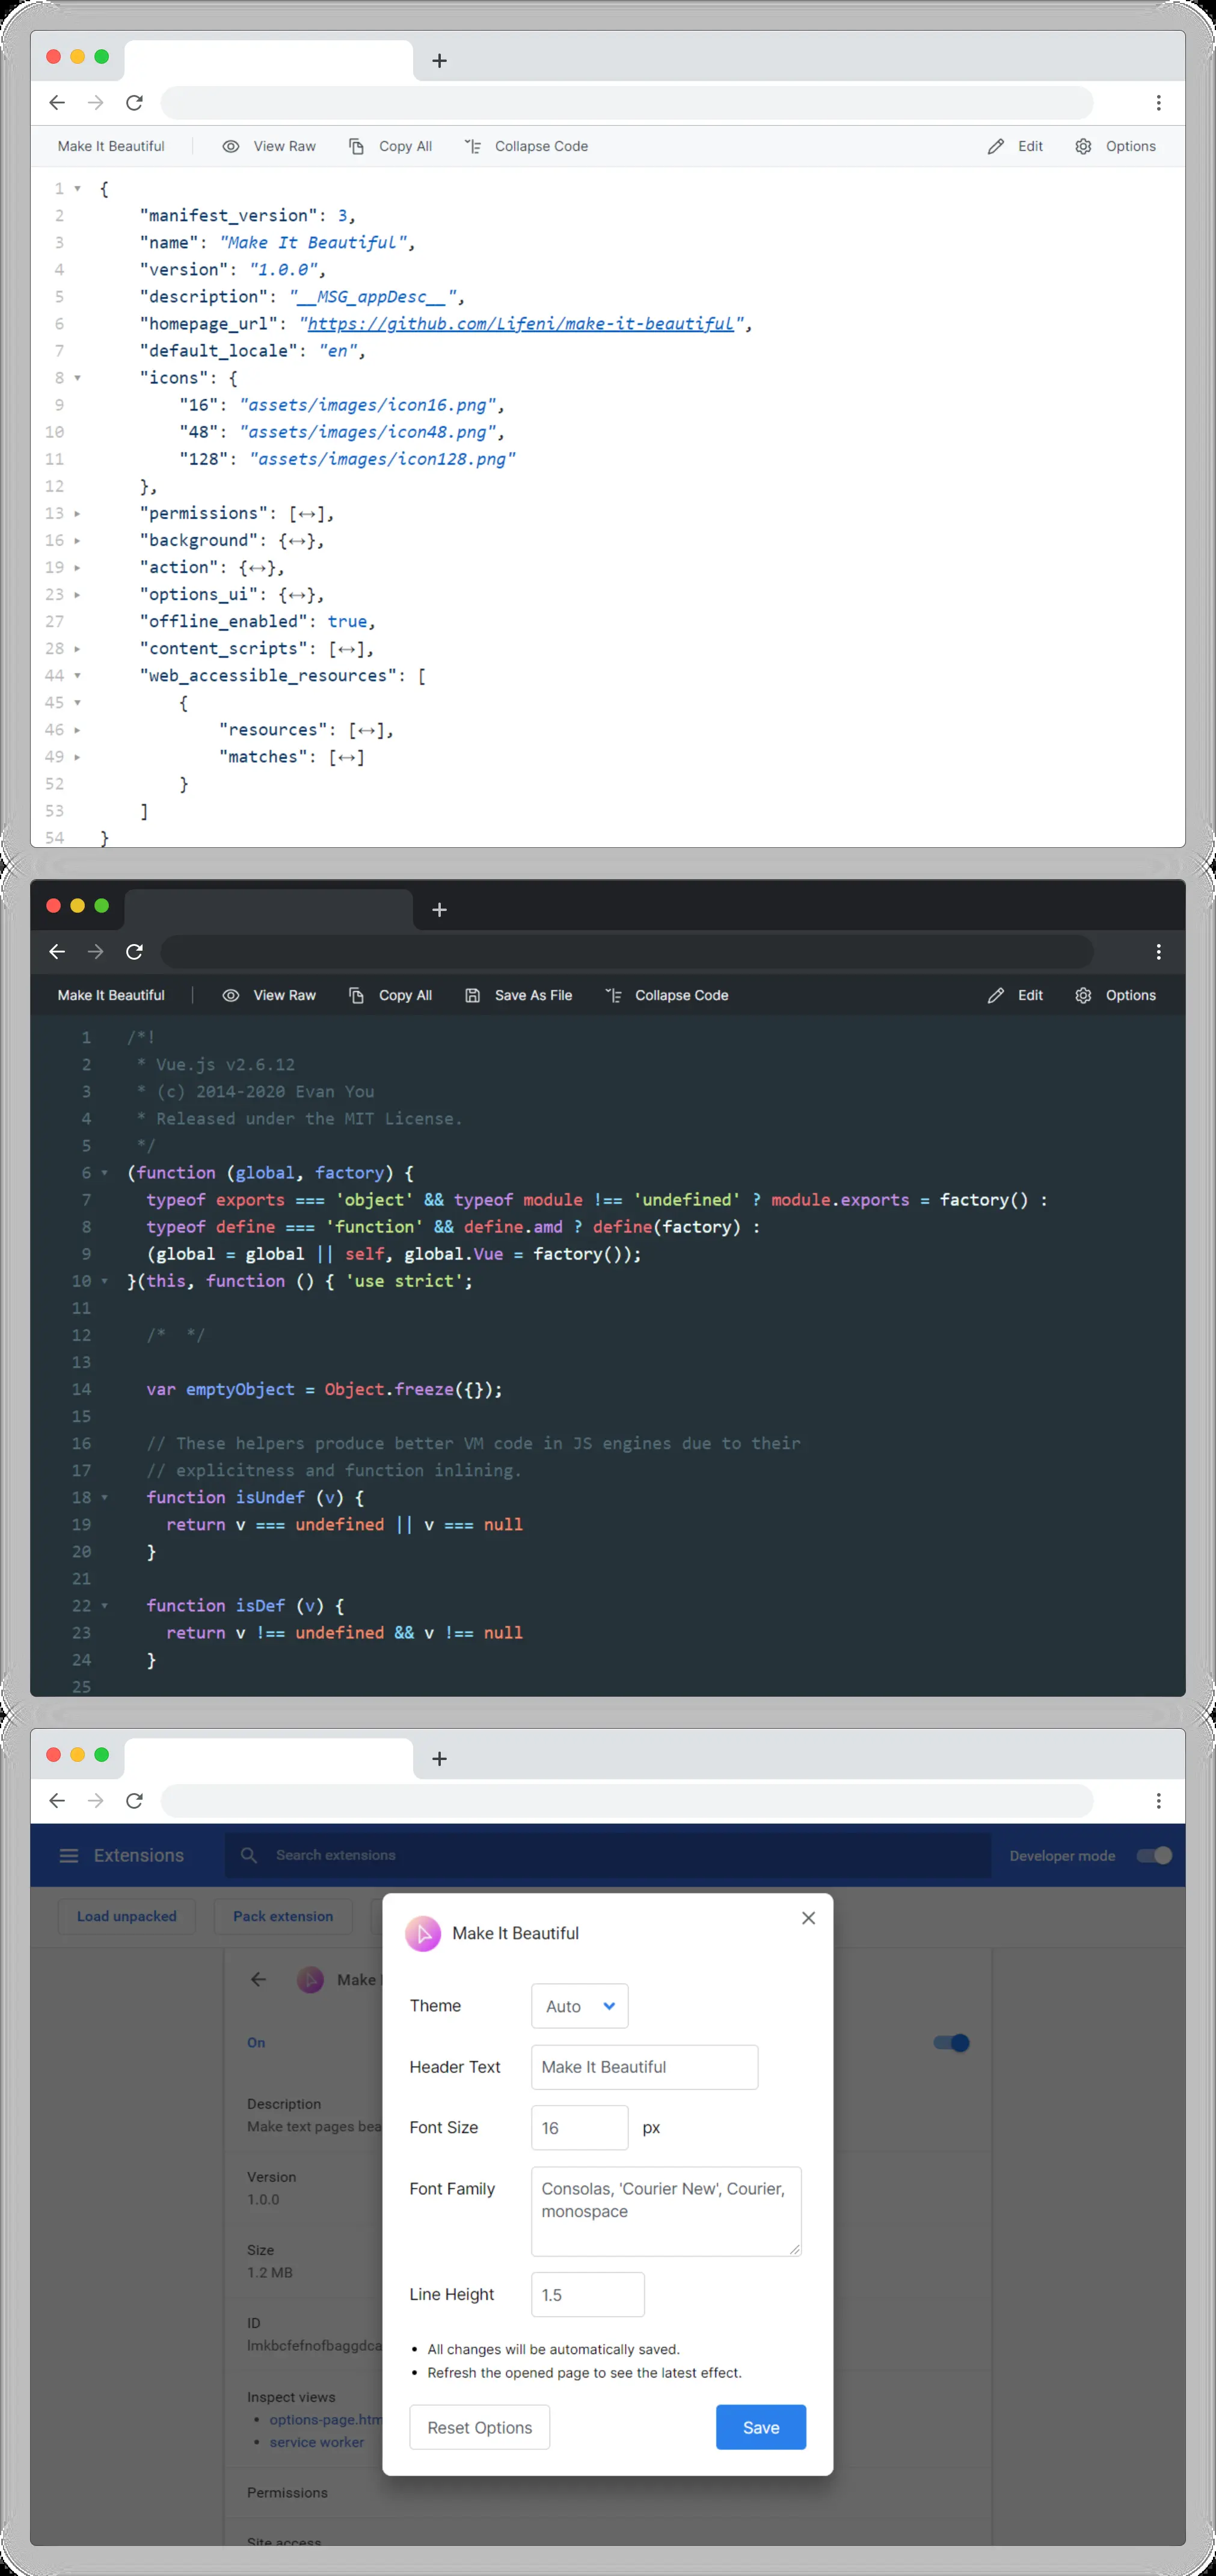 Make It Beautiful View Raw Copy All Collapse Code Edit Options
1 {
2 "manifest_version": 3,
3 "name": "Make It Beautiful",
4 "version": "1.0.0",
5 "description": "__MSG_appDesc__",
6 "homepage_url": "https://github.com/Lifeni/make-it-beautiful",
7 "default_locale": "en",
8 "icons": {
9 "16": "assets/images/icon16.png",
10 "48": "assets/images/icon48.png",
11 "128": "assets/images/icon128.png"
12 },
13 "permissions": [↔],
16 "background": {↔},
19 "action": {↔},
23 "options_ui": {↔},
27 "offline_enabled": true,
28 "content_scripts": [↔],
44 "web_accessible_resources": [
45 {
46 "resources": [↔],
49 "matches": [↔]
52 }
53 ]
54 }
Make It Beautiful View Raw Copy All Save As File Collapse Code Edit Options
1 /*!
2 * Vue.js v2.6.12
3 * (c) 2014-2020 Evan You
4 * Released under the MIT License.
5 */
6 (function (global, factory) {
7 typeof exports === 'object' && typeof module !== 'undefined' ? module.exports = factory() :
8 typeof define === 'function' && define.amd ? define(factory) :
9 (global = global || self, global.Vue = factory());
10 }(this, function () { 'use strict';
11
12 /* */
13
14 var emptyObject = Object.freeze({});
15
16 // These helpers produce better VM code in JS engines due to their
17 // explicitness and function inlining.
18 function isUndef (v) {
19 return v === undefined || v === null
20 }
21
22 function isDef (v) {
23 return v !== undefined && v !== null
24 }
25
Extensions Search extensions Developer mode
Load unpacked Pack extension
Make
On
Description
Make text pages bea
Version
1.0.0
Size
1.2 MB
ID
lmkbcfefnofbaggdca
Inspect views
• options-page.htm
• service worker
Permissions
Site access
Make It Beautiful
Theme Auto
Header Text Make It Beautiful
Font Size 16 px
Font Family Consolas, 'Courier New', Courier,
monospace
Line Height 1.5
• All changes will be automatically saved.
• Refresh the opened page to see the latest effect.
Reset Options Save